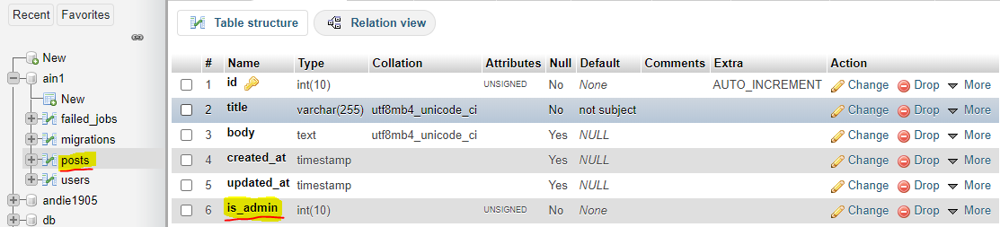 Recent Favorites
New
ain1
New
failed_jobs
migrations
posts
users
andie1905
db
Table structure Relation view
# Name Type Collation Attributes Null Default Comments Extra Action
1 id int(10) UNSIGNED No None AUTO_INCREMENT Change Drop More
2 title varchar(255) utf8mb4_unicode_ci No not subject Change Drop More
3 body text utf8mb4_unicode_ci Yes NULL Change Drop More
4 created_at timestamp Yes NULL Change Drop More
5 updated_at timestamp Yes NULL Change Drop More
6 is_admin int(10) UNSIGNED No None Change Drop More